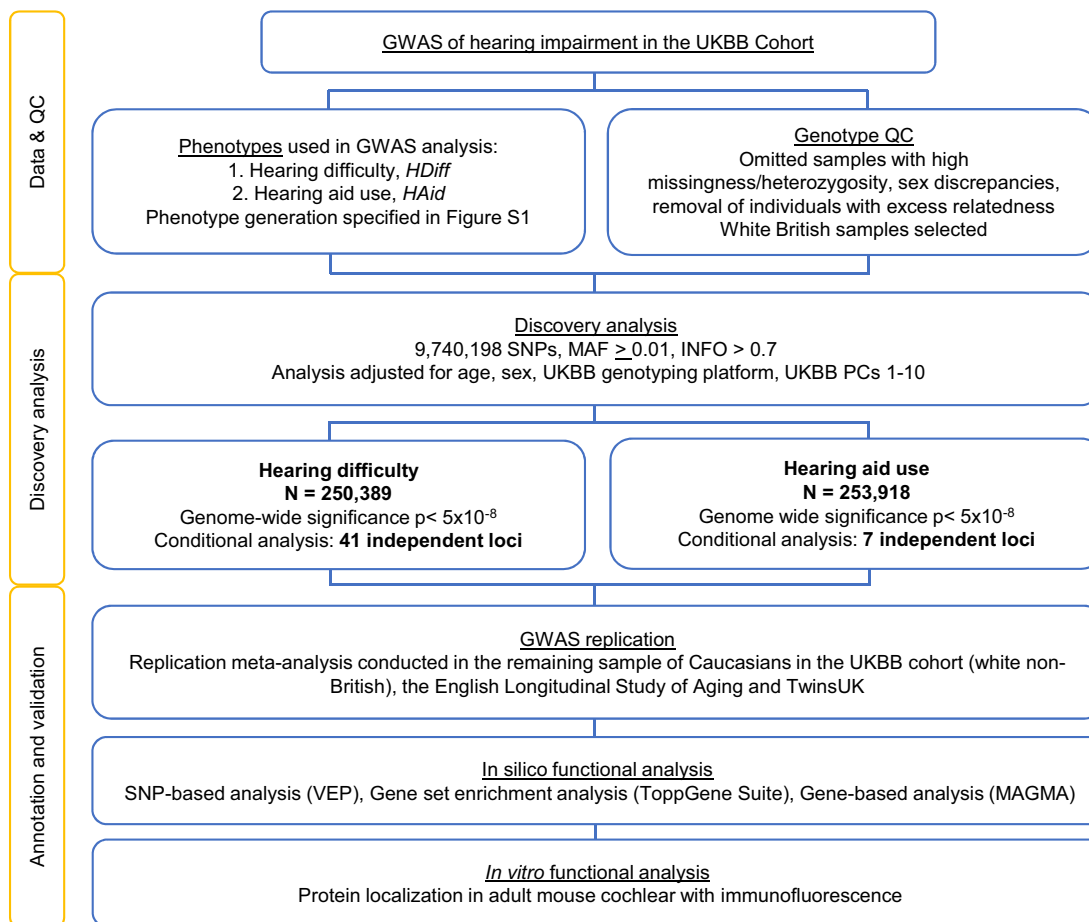 GWAS of hearing impairment in the UKBB Cohort
Data & QC
Phenotypes used in GWAS analysis:
1. Hearing difficulty, HDiff
2. Hearing aid use, HAid
Phenotype generation specified in Figure S1
Genotype QC
Omitted samples with high
missingness/heterozygosity, sex discrepancies,
removal of individuals with excess relatedness
White British samples selected
Discovery analysis
Discovery analysis
9,740,198 SNPs, MAF ≥ 0.01, INFO > 0.7
Analysis adjusted for age, sex, UKBB genotyping platform, UKBB PCs 1-10
Hearing difficulty
N = 250,389
Genome-wide significance p< 5x10⁻⁸
Conditional analysis: 41 independent loci
Hearing aid use
N = 253,918
Genome wide significance p< 5x10⁻⁸
Conditional analysis: 7 independent loci
Annotation and validation
GWAS replication
Replication meta-analysis conducted in the remaining sample of Caucasians in the UKBB cohort (white non-
British), the English Longitudinal Study of Aging and TwinsUK
In silico functional analysis
SNP-based analysis (VEP), Gene set enrichment analysis (ToppGene Suite), Gene-based analysis (MAGMA)
In vitro functional analysis
Protein localization in adult mouse cochlear with immunofluorescence